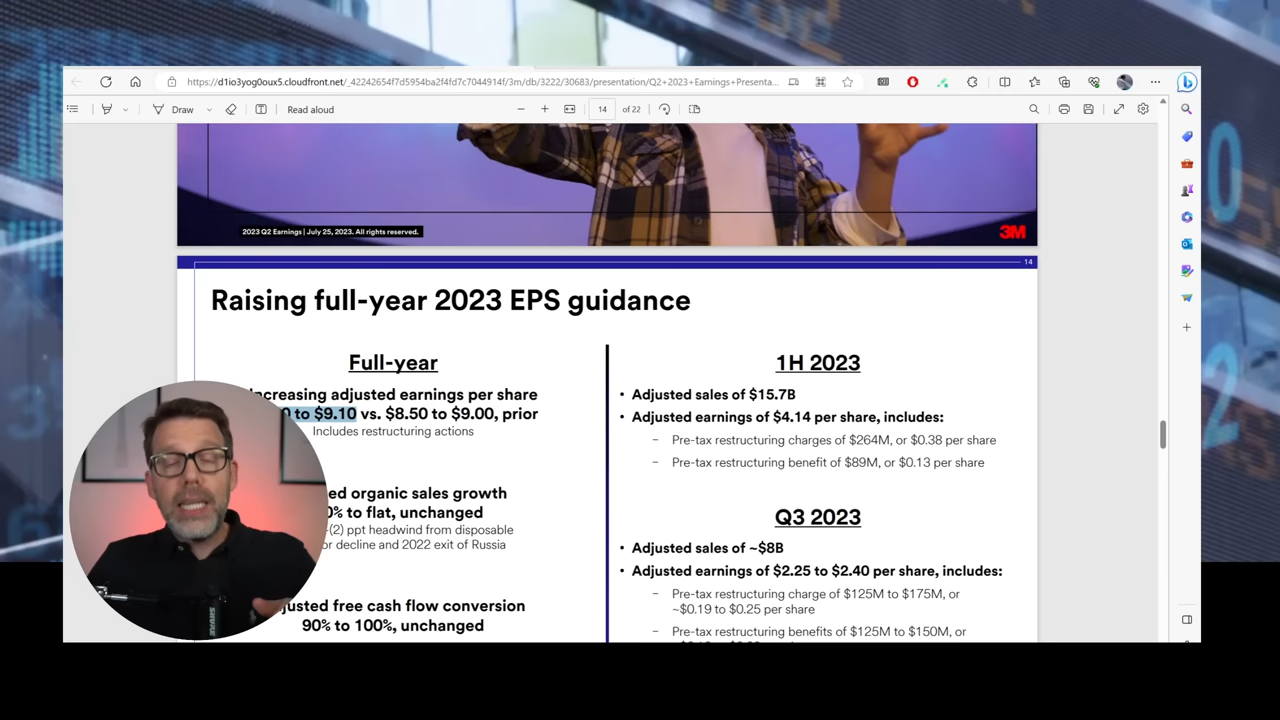 https://d1io3yog0oux5.cloudfront.net/_42242654f7d5954ba2f4fd7c7044914f/3m/db/3222/30683/presentation/Q2+2023+Earnings+Presenta...
Draw
Read aloud
14
of 22
2023 Q2 Earnings | July 25, 2023. All rights reserved.
3M
14
Raising full-year 2023 EPS guidance
Full-year
increasing adjusted earnings per share
0 to $9.10 vs. $8.50 to $9.00, prior
Includes restructuring actions
ed organic sales growth
0% to flat, unchanged
-(2) ppt headwind from disposable
or decline and 2022 exit of Russia
justed free cash flow conversion
90% to 100%, unchanged
1H 2023
• Adjusted sales of $15.7B
• Adjusted earnings of $4.14 per share, includes:
– Pre-tax restructuring charges of $264M, or $0.38 per share
– Pre-tax restructuring benefit of $89M, or $0.13 per share
Q3 2023
• Adjusted sales of ~$8B
• Adjusted earnings of $2.25 to $2.40 per share, includes:
– Pre-tax restructuring charge of $125M to $175M, or
~$0.19 to $0.25 per share
– Pre-tax restructuring benefits of $125M to $150M, or
SHURE